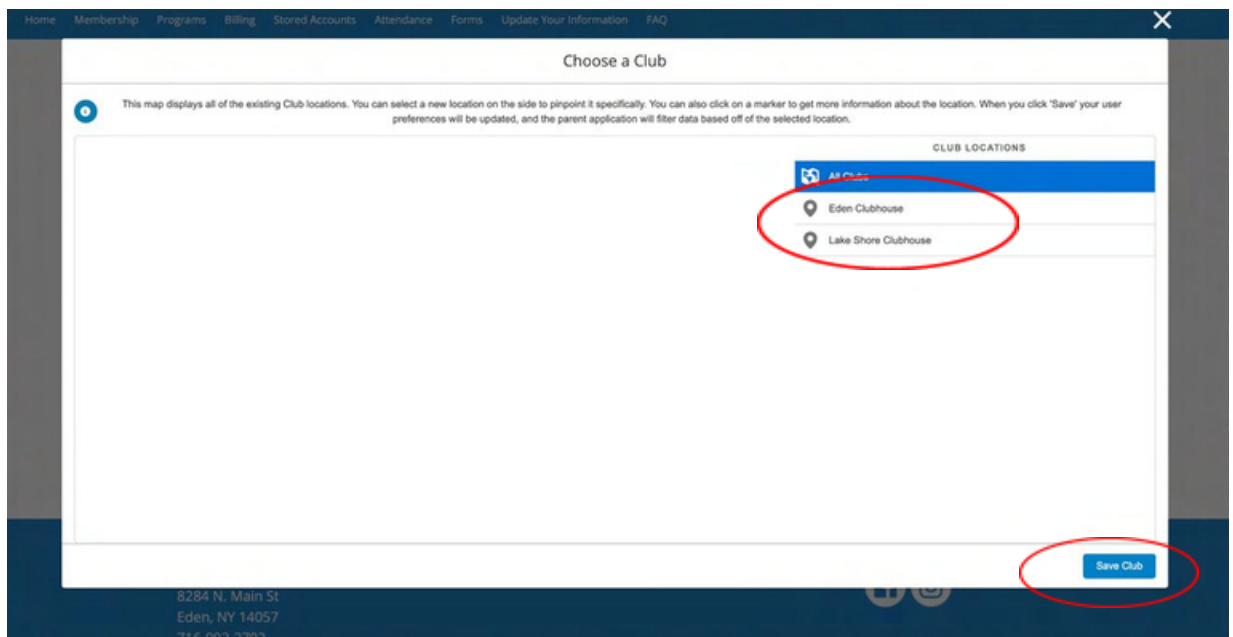 Home Membership Programs Billing Stored Accounts Attendance Forms Update Your Information FAQ
Choose a Club
This map displays all of the existing Club locations. You can select a new location on the side to pinpoint it specifically. You can also click on a marker to get more information about the location. When you click 'Save' your user
preferences will be updated, and the parent application will filter data based off of the selected location.
CLUB LOCATIONS
All Clubs
Eden Clubhouse
Lake Shore Clubhouse
Save Club
8284 N. Main St
Eden, NY 14057